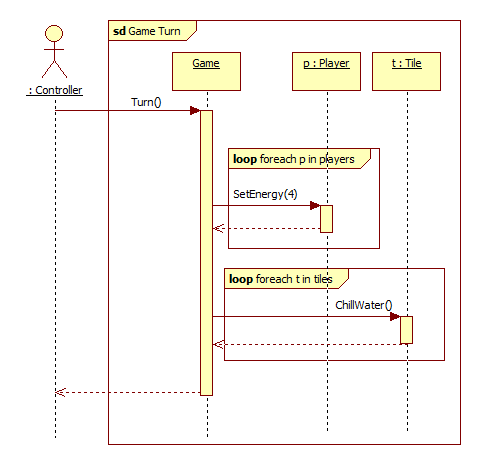 sd Game Turn
Game
p : Player
t : Tile
: Controller
Turn()
loop foreach p in players
SetEnergy(4)
loop foreach t in tiles
ChillWater()